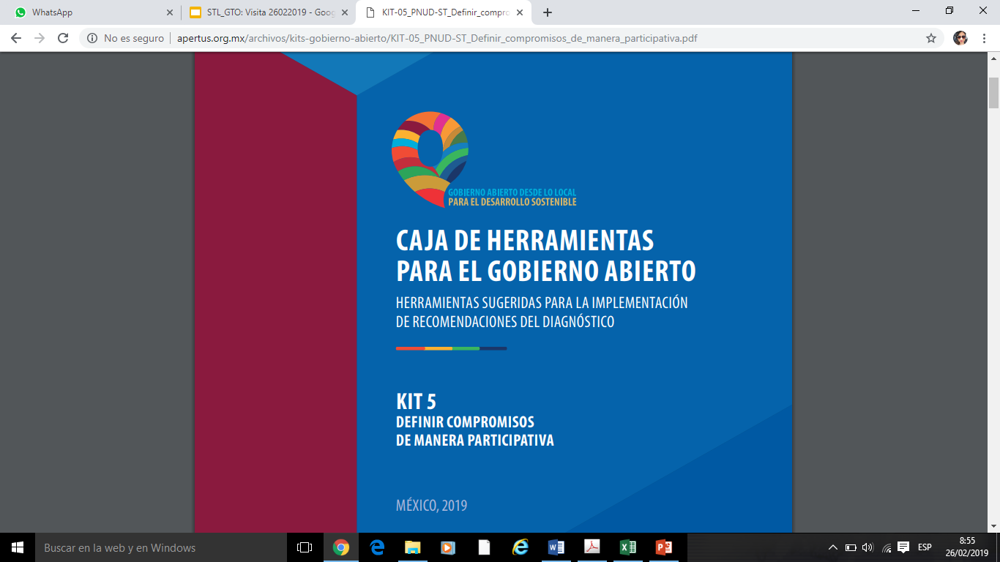 WhatsApp
STL_GTO: Visita 26022019 - Goog
KIT-05_PNUD-ST_Definir_compro
No es seguro
apertus.org.mx/archivos/kits-gobierno-abierto/KIT-05_PNUD-ST_Definir_compromisos_de_manera_participativa.pdf
GOBIERNO ABIERTO DESDE LO LOCAL
PARA EL DESARROLLO SOSTENIBLE
CAJA DE HERRAMIENTAS
PARA EL GOBIERNO ABIERTO
HERRAMIENTAS SUGERIDAS PARA LA IMPLEMENTACIÓN
DE RECOMENDACIONES DEL DIAGNÓSTICO
KIT 5
DEFINIR COMPROMISOS
DE MANERA PARTICIPATIVA
MÉXICO, 2019
Buscar en la web y en Windows
ESP
8:55
26/02/2019